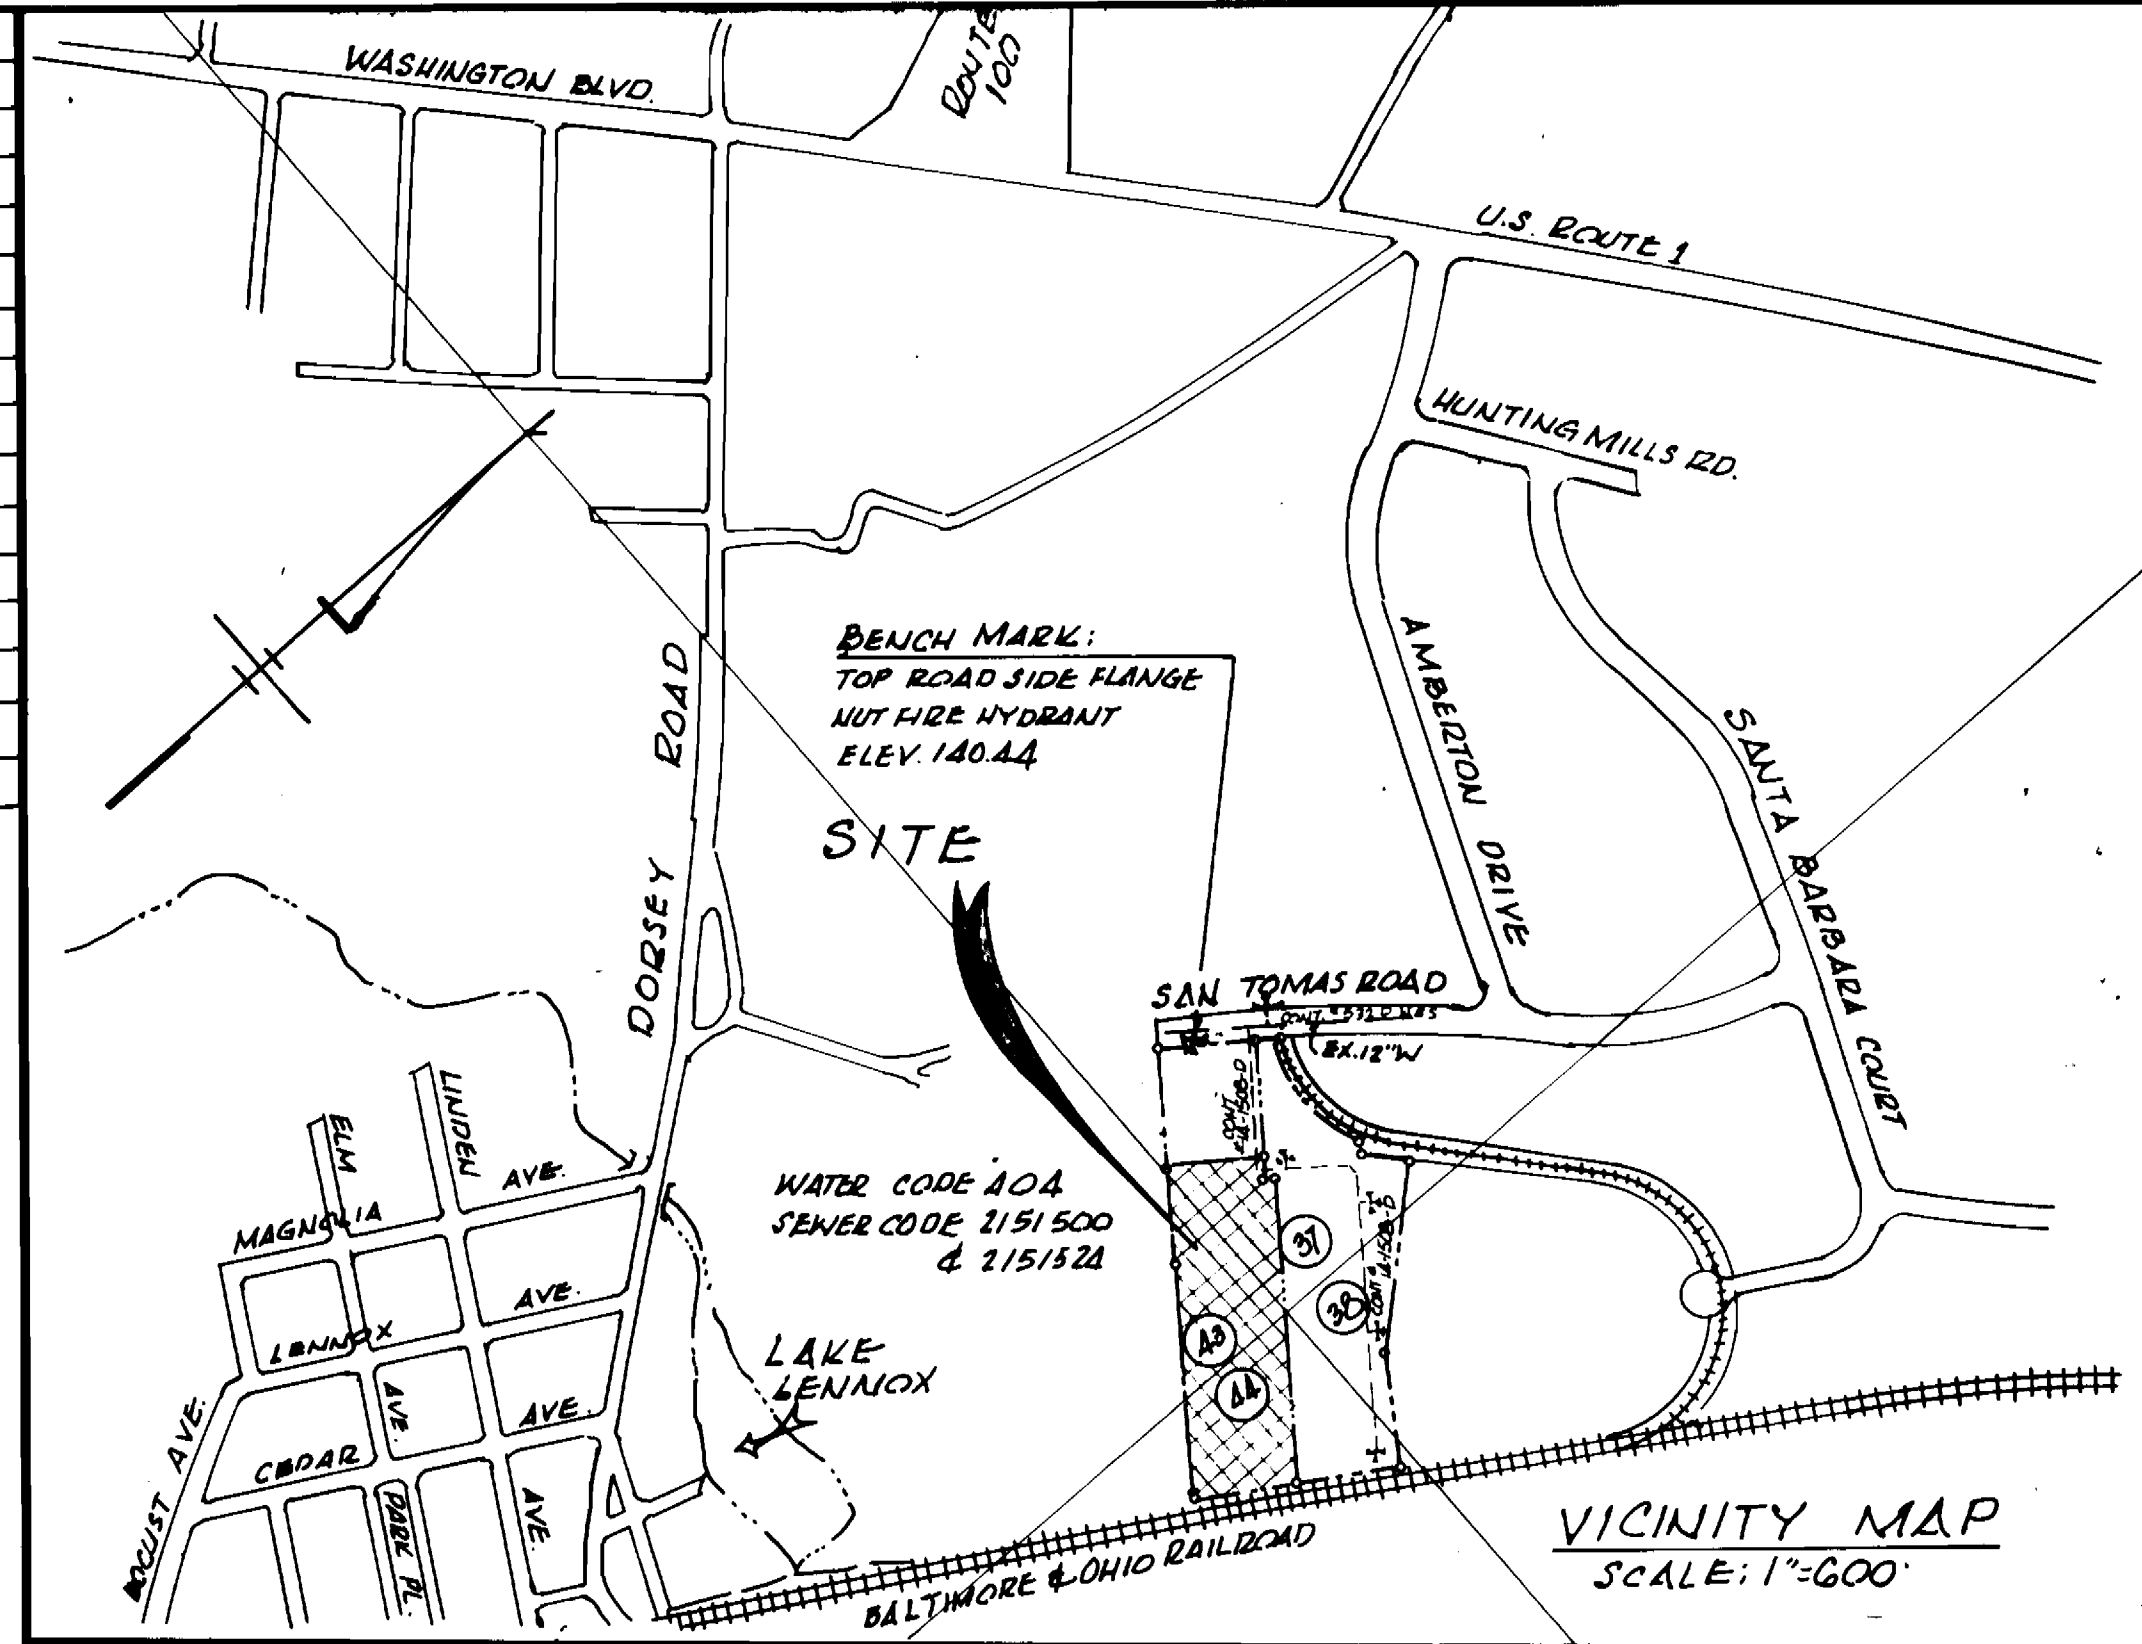 WASHINGTON BLVD.
ROUTE
100
U.S. ROUTE 1
HUNTING MILLS RD.
BENCH MARK:
TOP ROAD SIDE FLANGE
NUT FIRE HYDRANT
ELEV. 140.44
DORSEY ROAD
AMBERTON DRIVE
SANTA BARBARA COURT
SITE
SAN TOMAS ROAD
EX. 12" W
WATER CODE A04
SEWER CODE 2151500
& 2151524
37
38
43
44
LINDEN
AVE.
ELM
AVE.
MAGNOLIA
AVE.
LENNOX
AVE.
CEDAR
AVE.
LOCUST AVE.
PARK PL.
AVE.
LAKE
LENNOX
BALTIMORE & OHIO RAILROAD
VICINITY MAP
SCALE: 1"=600'